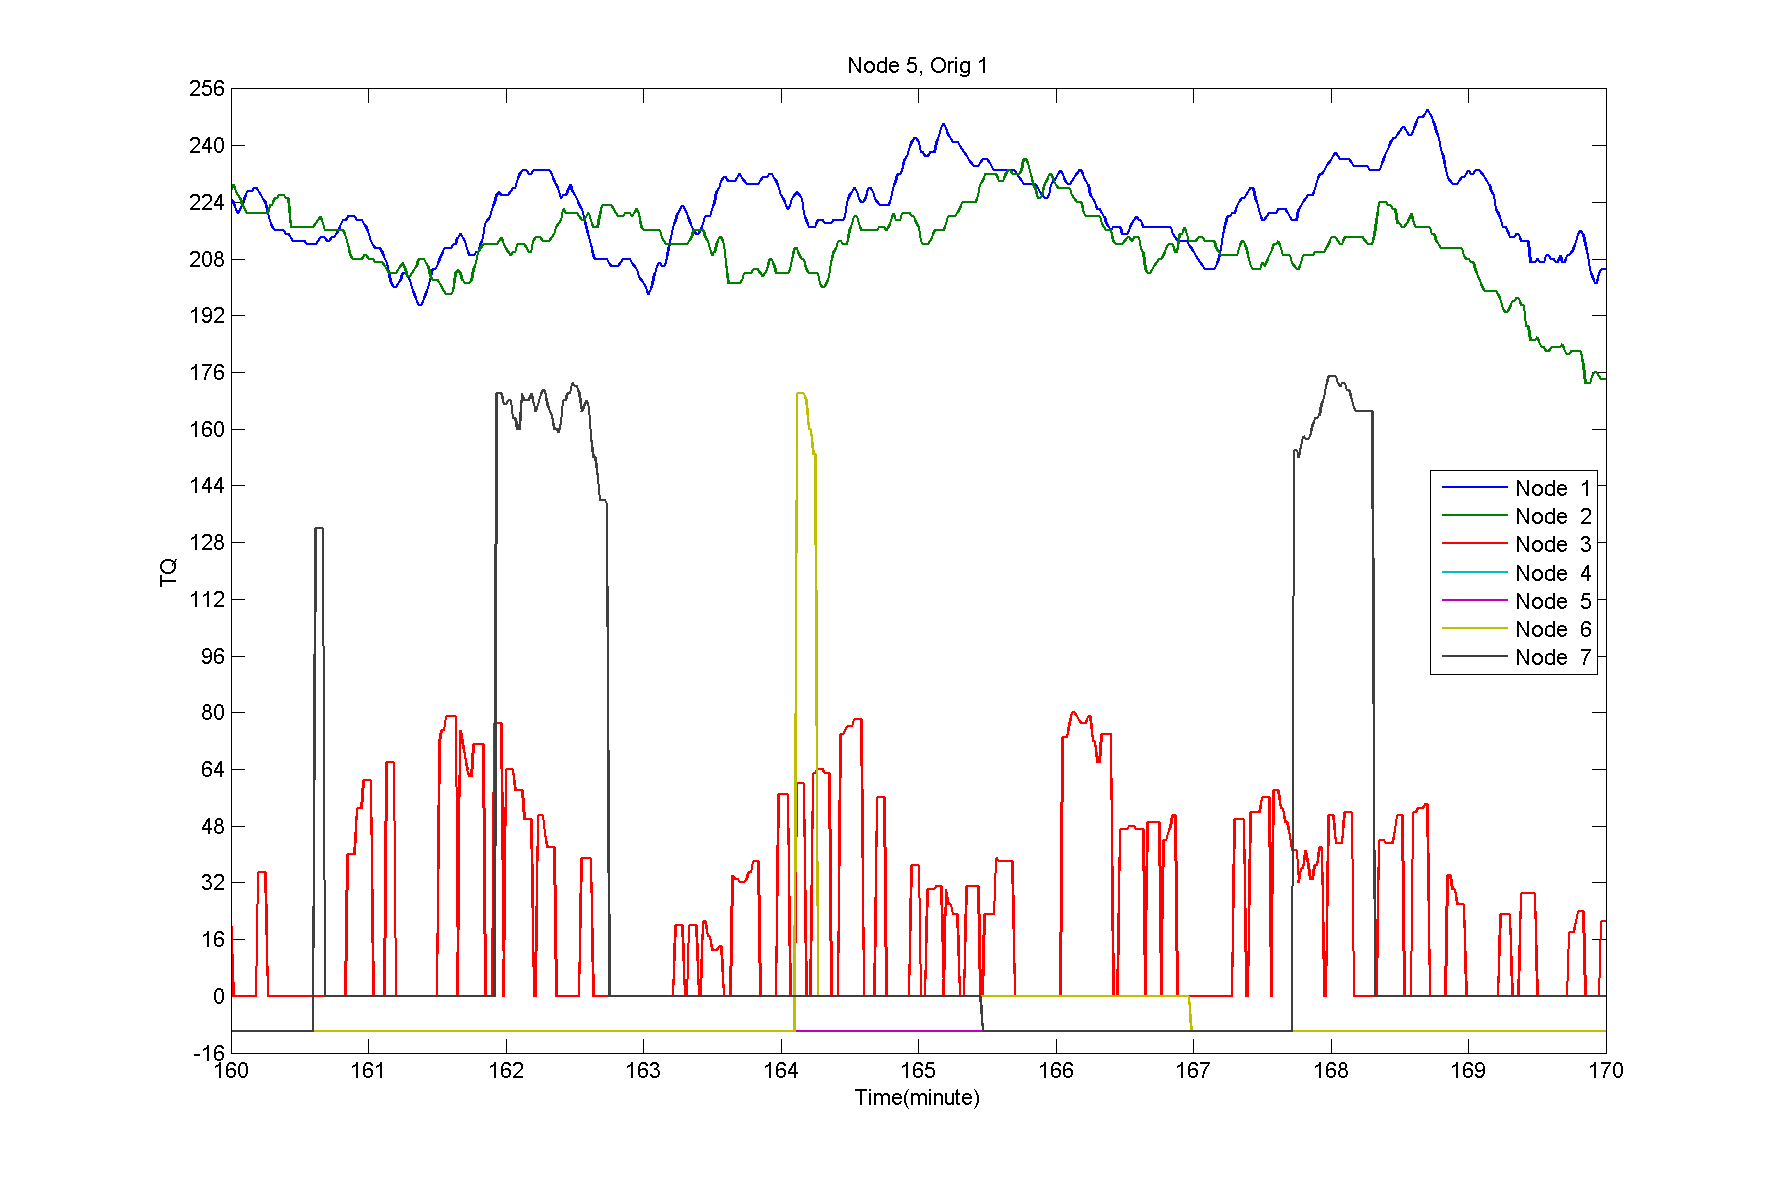 Node 5, Orig 1
256
240
224
208
192
176
160
144
128
112
96
80
64
48
32
16
0
-16
TQ
Node 1
Node 2
Node 3
Node 4
Node 5
Node 6
Node 7
160 161 162 163 164 165 166 167 168 169 170
Time(minute)